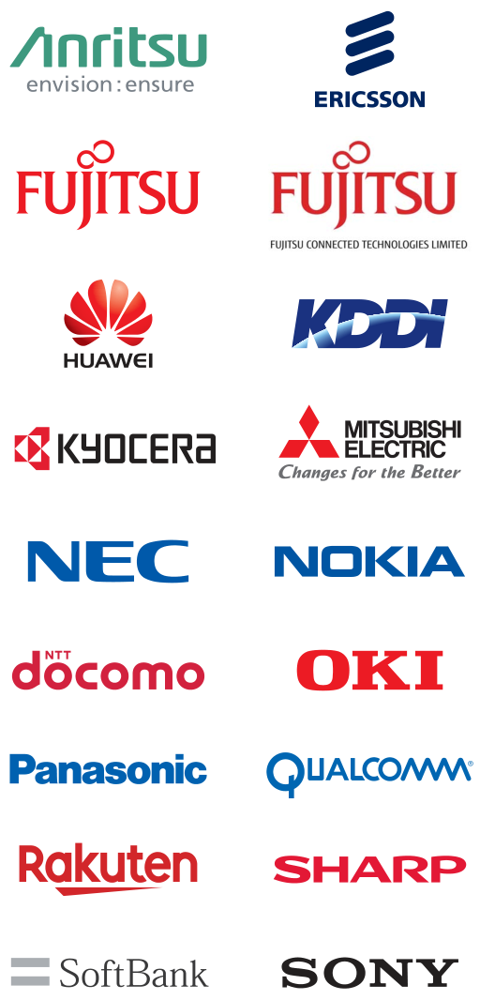 Anritsu
envision : ensure
ERICSSON
FUJITSU
FUJITSU
FUJITSU CONNECTED TECHNOLOGIES LIMITED
HUAWEI
KDDI
KYOCERa
MITSUBISHI
ELECTRIC
Changes for the Better
NEC
NOKIA
NTT
docomo
OKI
Panasonic
QUALCOMM®
Rakuten
SHARP
SoftBank
SONY